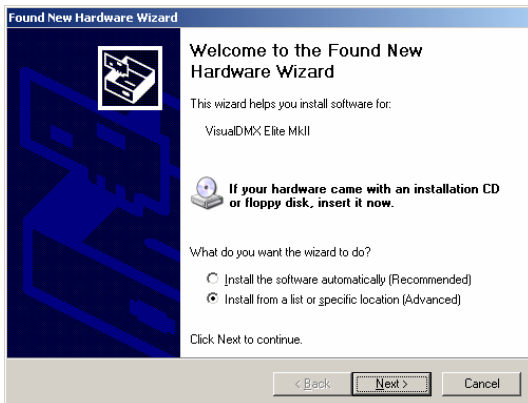 Found New Hardware Wizard
Welcome to the Found New
Hardware Wizard
This wizard helps you install software for:
VisualDMX Elite MkII
If your hardware came with an installation CD
or floppy disk, insert it now.
What do you want the wizard to do?
Install the software automatically (Recommended)
Install from a list or specific location (Advanced)
Click Next to continue.
< Back
Next >
Cancel